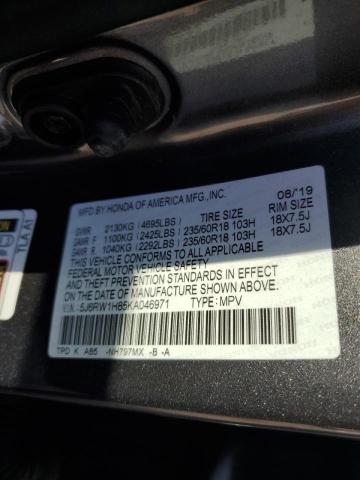 MFD BY HONDA OF AMERICA MFG.,INC. 08/'19
GVWR 2130KG (4695LBS) TIRE SIZE RIM SIZE
GAWR F 1100KG (2425LBS) 235/60R18 103H 18X7.5J
GAWR R 1040KG (2292LBS) 235/60R18 103H 18X7.5J
THIS VEHICLE CONFORMS TO ALL APPLICABLE
FEDERAL MOTOR VEHICLE SAFETY AND THEFT
PREVENTION STANDARDS IN EFFECT ON
THE DATE OF MANUFACTURE SHOWN ABOVE.
V.I.N.:5J6RW1H85KA046971 TYPE: MPV
TPD K A85 -NH797MX -B -A
TLA A1